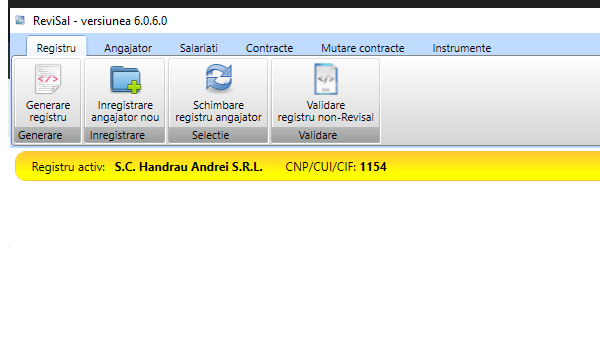 ReviSal - versiunea 6.0.6.0
Registru Angajator Salariati Contracte Mutare contracte Instrumente
Generare registru
Inregistrare angajator nou
Schimbare registru angajator
Validare registru non-Revisal
Generare Inregistrare Selectie Validare
Registru activ: S.C. Handrau Andrei S.R.L. CNP/CUI/CIF: 1154